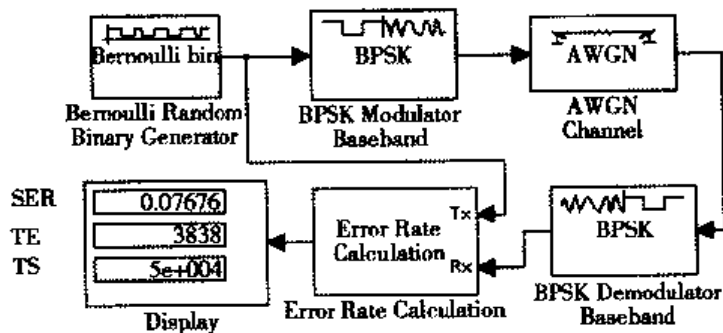 Bernoulli bin
Bernoulli Random
Binary Generator
BPSK
BPSK Modulator
Baseband
AWGN
AWGN
Channel
SER
0.07676
TE
3838
TS
5e+004
Display
Error Rate
Calculation
Tx
Rx
Error Rate Calculation
BPSK
BPSK Demodulator
Baseband